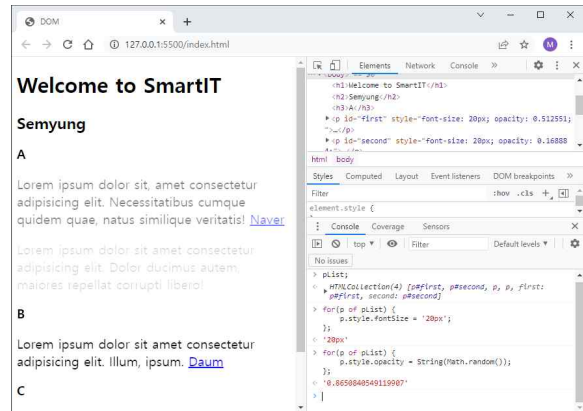 DOM
127.0.0.1:5500/index.html
M
Welcome to SmartIT
Semyung
A
Lorem ipsum dolor sit, amet consectetur
adipisicing elit. Necessitatibus cumque
quidem quae, natus similique veritatis! Naver
Lorem ipsum dolor sit amet consectetur
adipisicing elit. Dolor ducimus autem,
maiores repellat corrupti libero!
B
Lorem ipsum dolor sit amet consectetur
adipisicing elit. Illum, ipsum. Daum
C
Elements Network Console »
<h1>Welcome to SmartIT</h1>
<h2>Semyung</h2>
<h3>A</h3>
<p id="first" style="font-size: 20px; opacity: 0.512551;
">…</p>
<p id="second" style="font-size: 20px; opacity: 0.16888
html body
Styles Computed Layout Event listeners DOM breakpoints »
Filter :hov .cls +
element.style {
Console Coverage Sensors
top ▼ Filter Default levels ▼
No issues
> pList;
HTMLCollection(4) [p#first, p#second, p, p, first:
p#first, second: p#second]
> for(p of pList) {
p.style.fontSize = '20px';
};
'20px'
> for(p of pList) {
p.style.opacity = String(Math.random());
};
'0.8650840549119907'
>